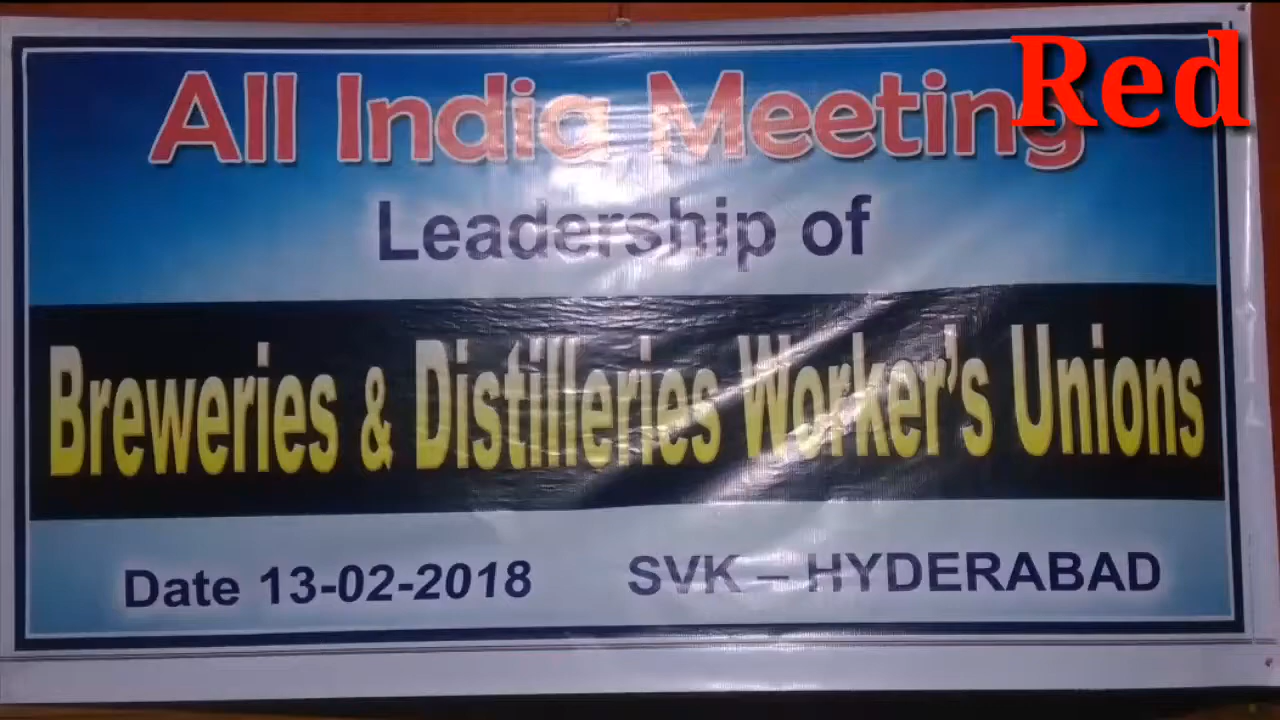 Red
All India Meeting
Leadership of
Breweries & Distilleries Worker's Unions
Date 13-02-2018 SVK – HYDERABAD